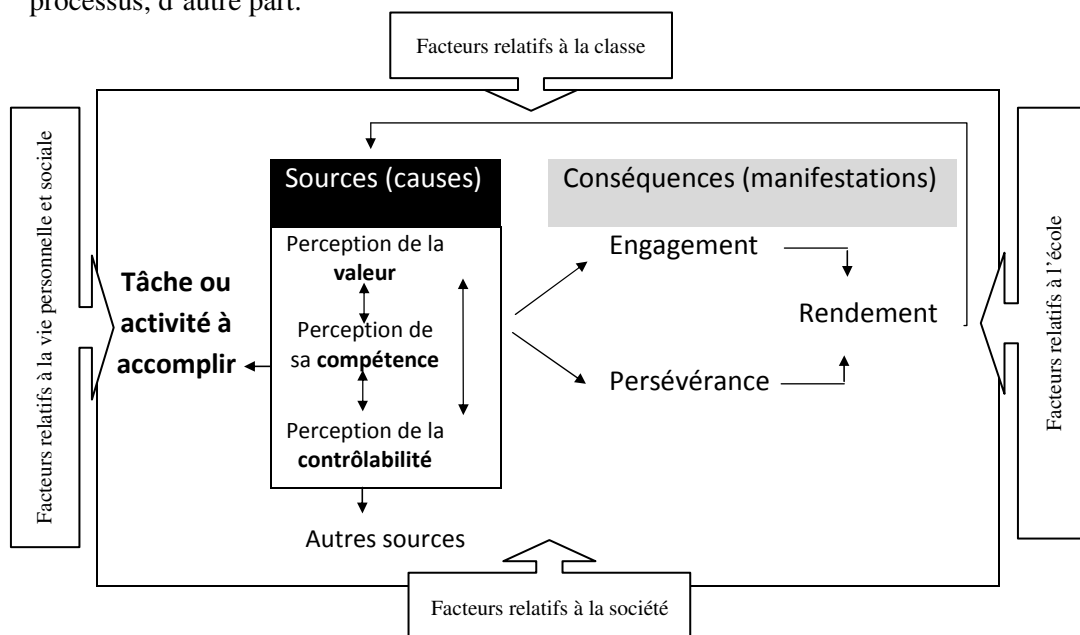 processus, d'autre part.
Facteurs relatifs à la classe
Facteurs relatifs à la vie personnelle et sociale
Sources (causes)
Conséquences (manifestations)
Perception de la
valeur
Engagement
Tâche ou
activité à
accomplir
Perception de
sa compétence
Rendement
Persévérance
Perception de la
contrôlabilité
Autres sources
Facteurs relatifs à l'école
Facteurs relatifs à la société